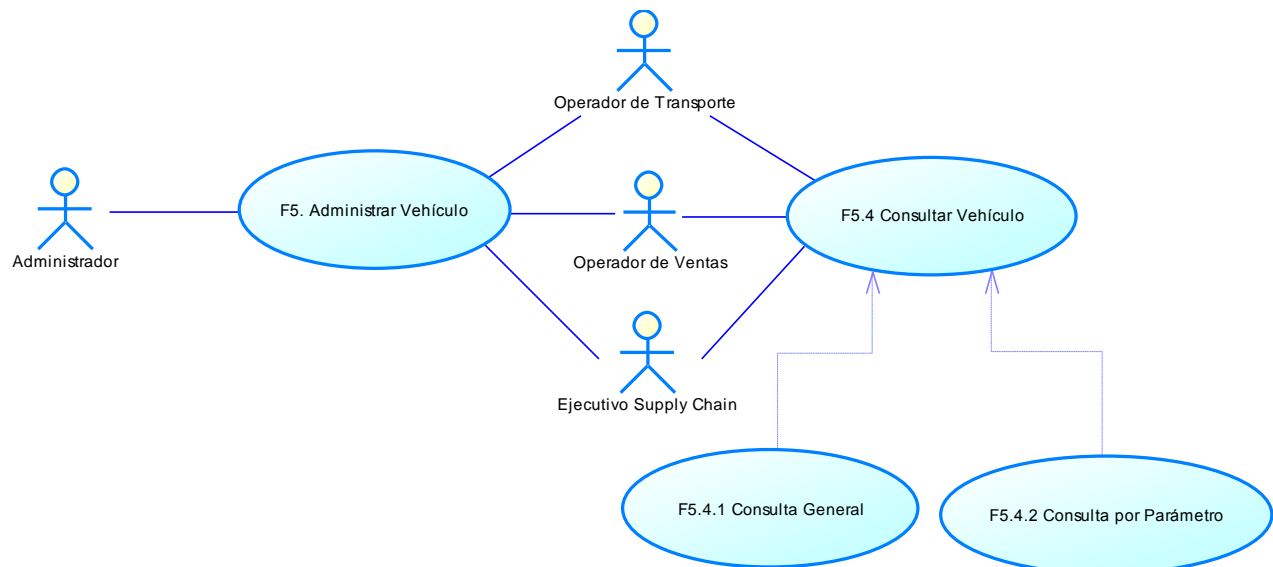 Operador de Transporte
F5. Administrar Vehículo
F5.4 Consultar Vehículo
Administrador
Operador de Ventas
Ejecutivo Supply Chain
F5.4.1 Consulta General
F5.4.2 Consulta por Parámetro